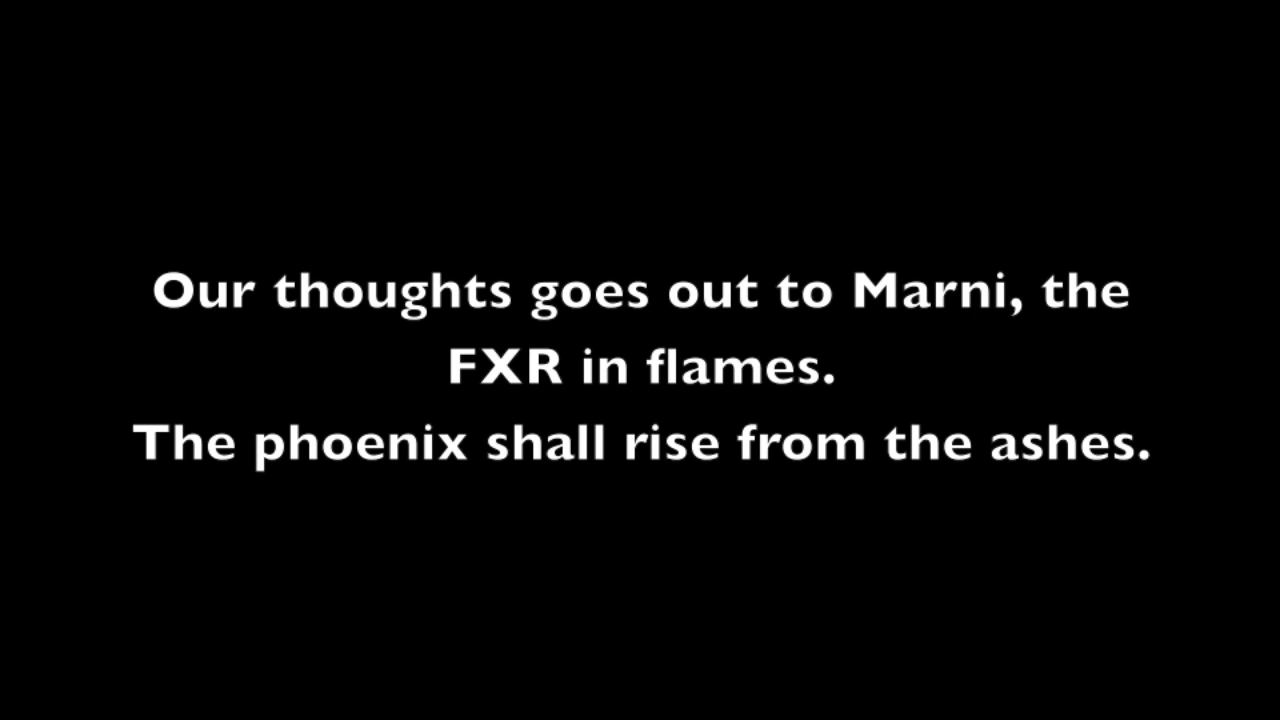 Our thoughts goes out to Marni, the
FXR in flames.
The phoenix shall rise from the ashes.